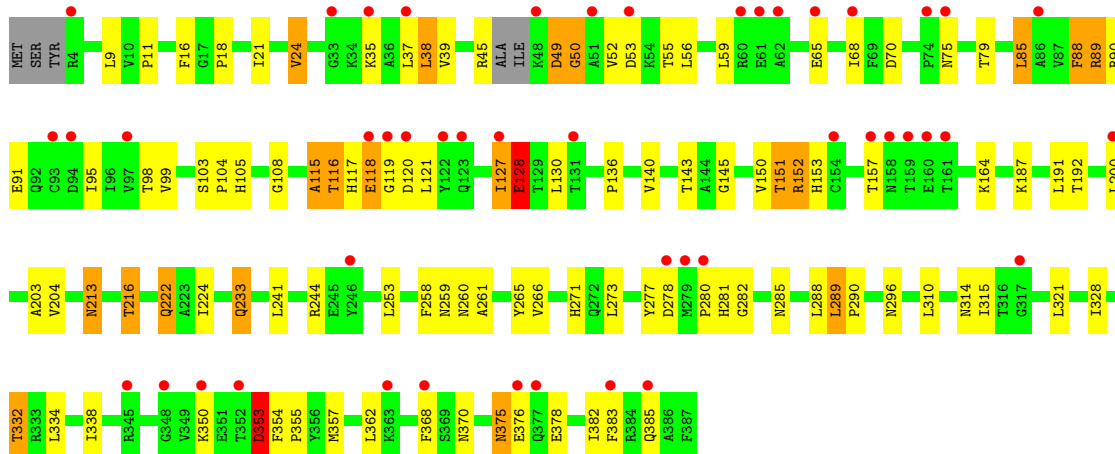 MET SER TYR R4 L9 V10 P11 F16 G17 P18 I21 V24 G33 K34 K35 A36 L37 L38 V39 R45 ALA ILE K48 D49 G50 A51 V52 D53 K54 T55 L56 L59 R60 E61 A62 E65 I68 F69 D70 P74 N75 T79 L85 A86 V87 F88 R89
E91 Q92 C93 D94 I95 I96 V97 T98 V99 S103 P104 H105 G108 A115 T116 H117 E118 G119 D120 L121 Y122 Q123 I127 E128 T129 L130 T131 P136 V140 T143 A144 G145 V150 T151 R152 H153 C154 T157 N158 T159 E160 T161 K164 K187 L191 T192
A203 V204 N213 T216 Q222 A223 I224 Q233 L241 R244 E245 Y246 L253 F258 N259 N260 A261 Y265 V266 H271 Q272 L273 Y277 D278 M279 P280 H281 G282 N285 L288 L289 P290 N296 L310 N314 I315 T316 G317 L321 I328
T332 R333 L334 I338 R345 G348 V349 K350 E351 T352 D353 F354 P355 Y356 M357 L362 K363 F368 S369 N370 N375 E376 Q377 E378 I382 F383 R384 Q385 A386 F387